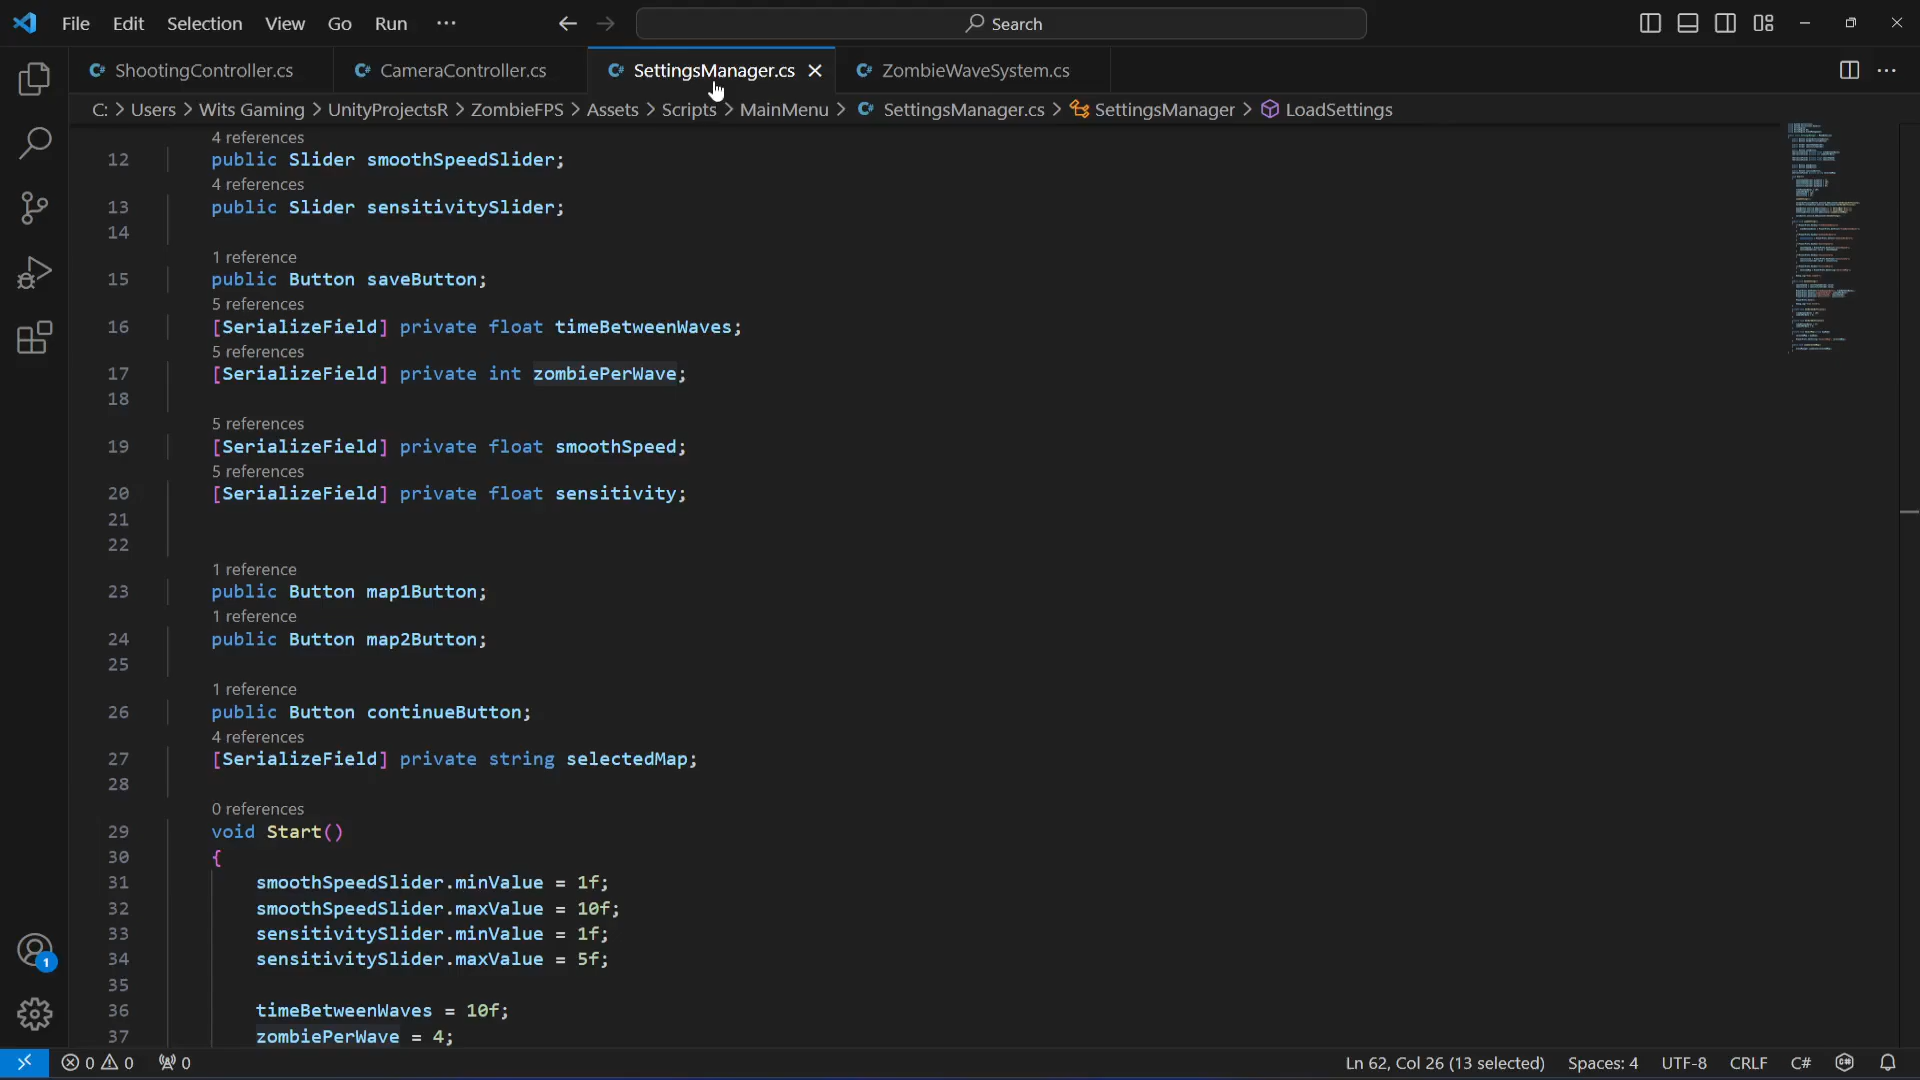 File Edit Selection View Go Run ··· Search
ShootingController.cs CameraController.cs SettingsManager.cs ZombieWaveSystem.cs
C: > Users > Wits Gaming > UnityProjectsR > ZombieFPS > Assets > Scripts > MainMenu > SettingsManager.cs > SettingsManager > LoadSettings
4 references
12 public Slider smoothSpeedSlider;
4 references
13 public Slider sensitivitySlider;
14
1 reference
15 public Button saveButton;
5 references
16 [SerializeField] private float timeBetweenWaves;
5 references
17 [SerializeField] private int zombiePerWave;
18
5 references
19 [SerializeField] private float smoothSpeed;
5 references
20 [SerializeField] private float sensitivity;
21
22
1 reference
23 public Button map1Button;
1 reference
24 public Button map2Button;
25
1 reference
26 public Button continueButton;
4 references
27 [SerializeField] private string selectedMap;
28
0 references
29 void Start()
30 {
31 smoothSpeedSlider.minValue = 1f;
32 smoothSpeedSlider.maxValue = 10f;
33 sensitivitySlider.minValue = 1f;
34 sensitivitySlider.maxValue = 5f;
35
36 timeBetweenWaves = 10f;
37 zombiePerWave = 4;
1
0 0 0 Ln 62, Col 26 (13 selected) Spaces: 4 UTF-8 CRLF C#